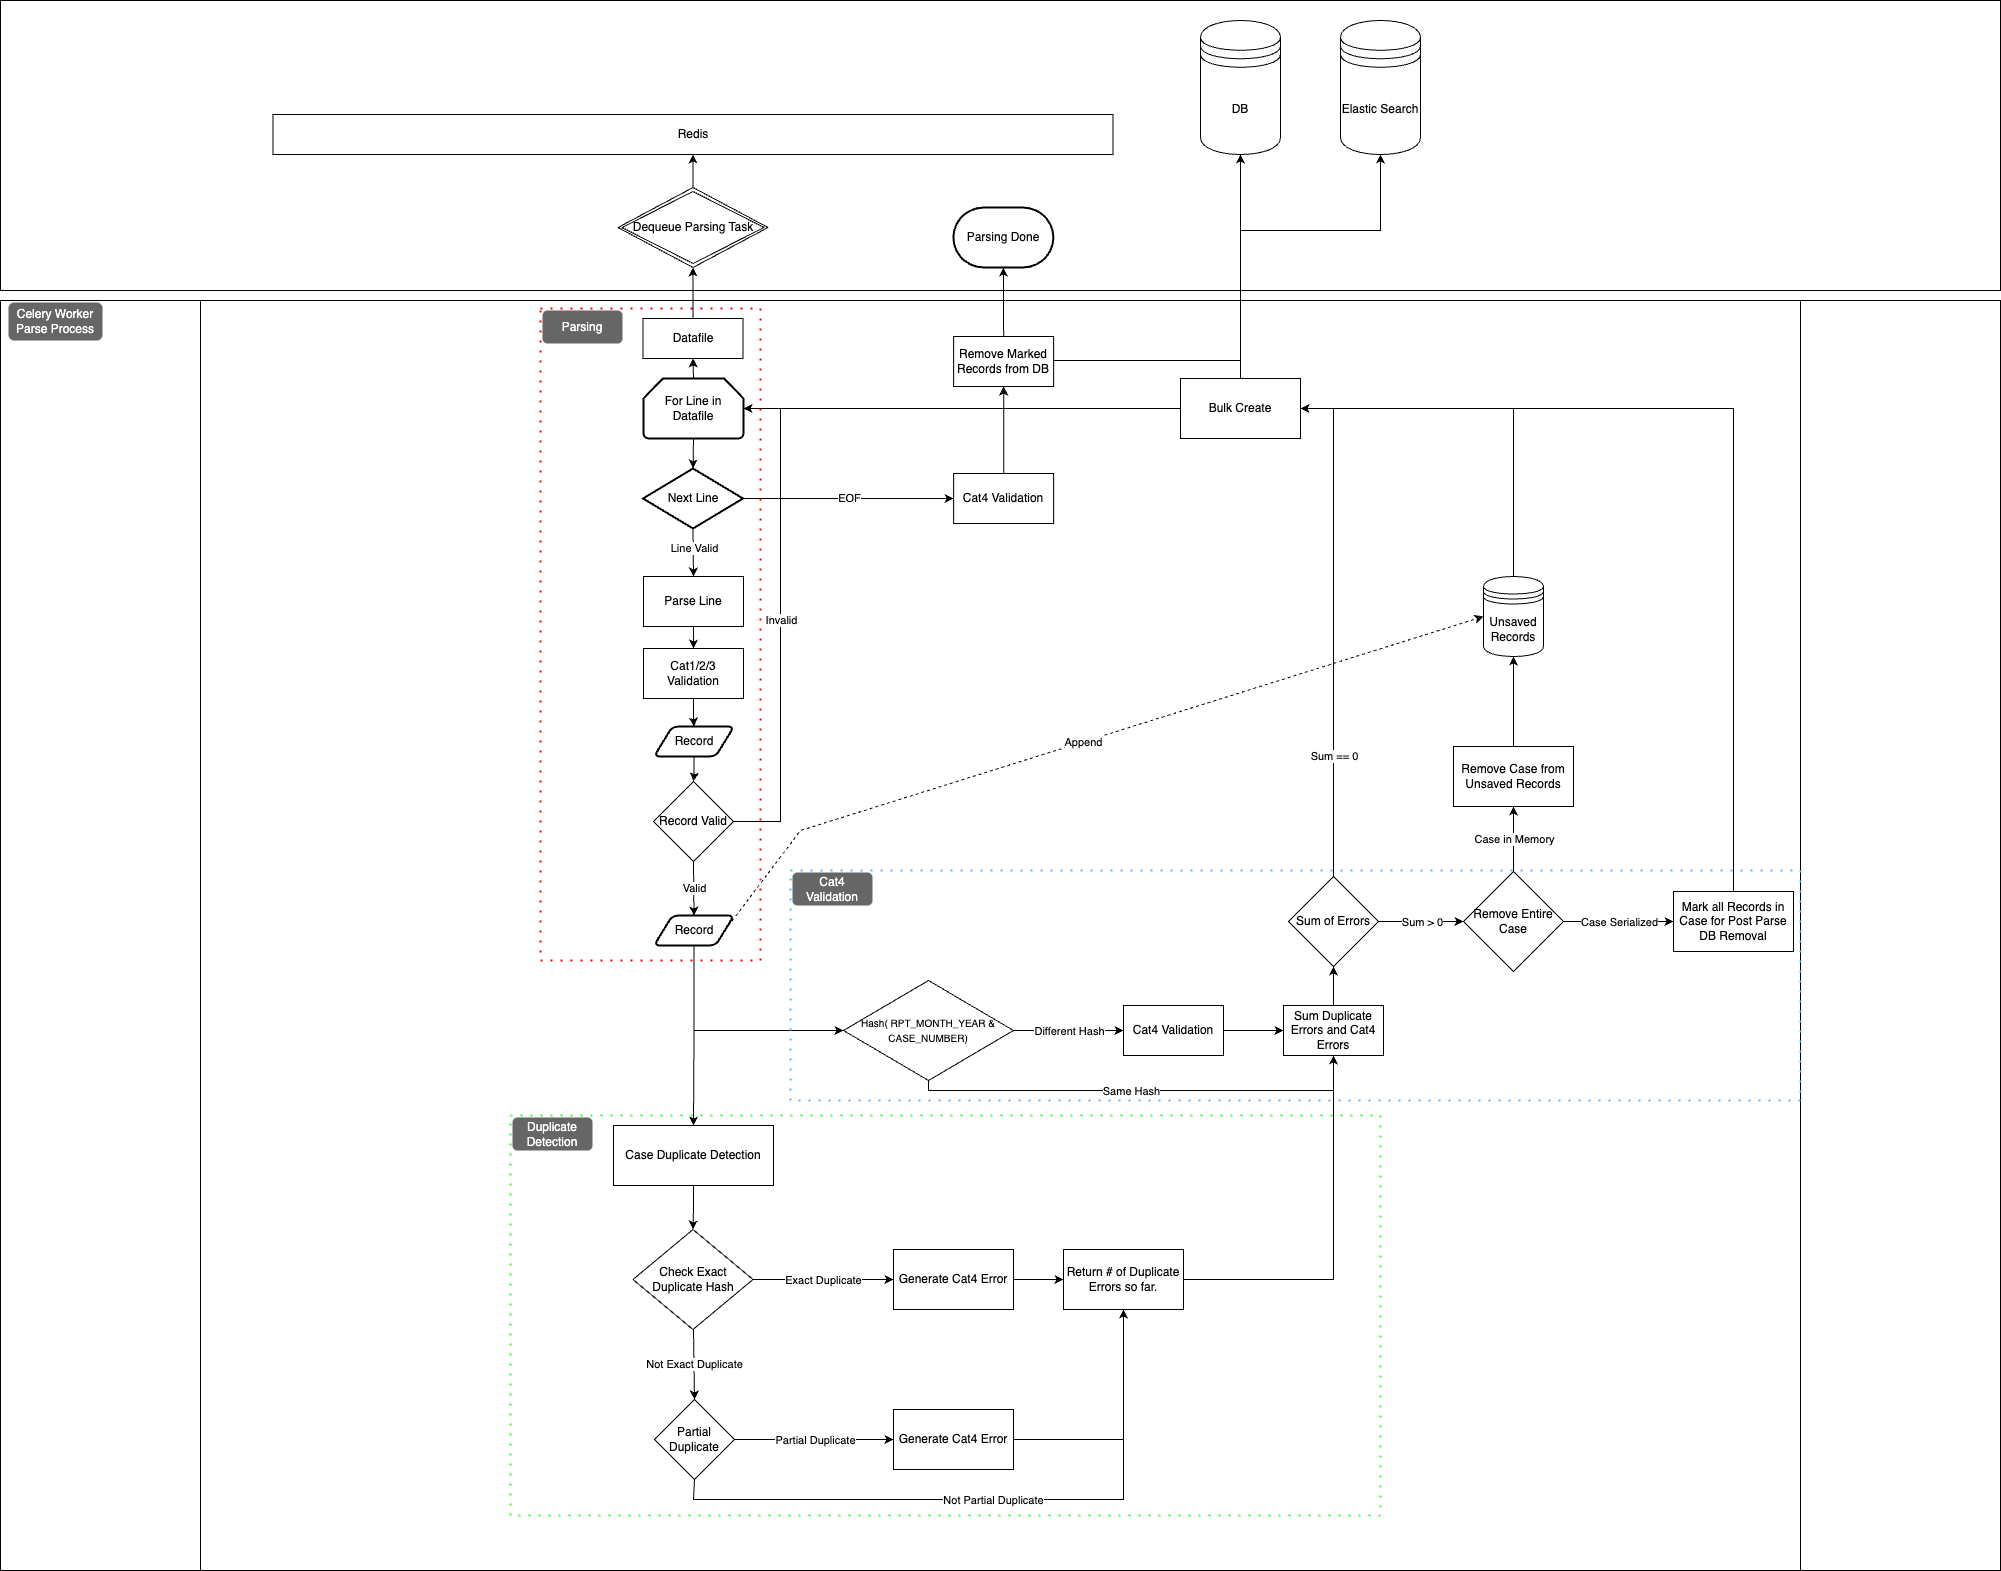 DB
Elastic Search
Redis
Dequeue Parsing Task
Parsing Done
Celery Worker
Parse Process
Parsing
Datafile
Remove Marked
Records from DB
For Line in
Datafile
Bulk Create
Next Line
EOF
Cat4 Validation
Line Valid
Parse Line
Invalid
Unsaved
Records
Cat1/2/3
Validation
Record
Append
Sum == 0
Remove Case from
Unsaved Records
Record Valid
Case in Memory
Valid
Cat4
Validation
Record
Sum of Errors
Sum > 0
Remove Entire
Case
Case Serialized
Mark all Records in
Case for Post Parse
DB Removal
Hash( RPT_MONTH_YEAR &
CASE_NUMBER)
Different Hash
Cat4 Validation
Sum Duplicate
Errors and Cat4
Errors
Same Hash
Duplicate
Detection
Case Duplicate Detection
Check Exact
Duplicate Hash
Exact Duplicate
Generate Cat4 Error
Return # of Duplicate
Errors so far.
Not Exact Duplicate
Partial
Duplicate
Partial Duplicate
Generate Cat4 Error
Not Partial Duplicate